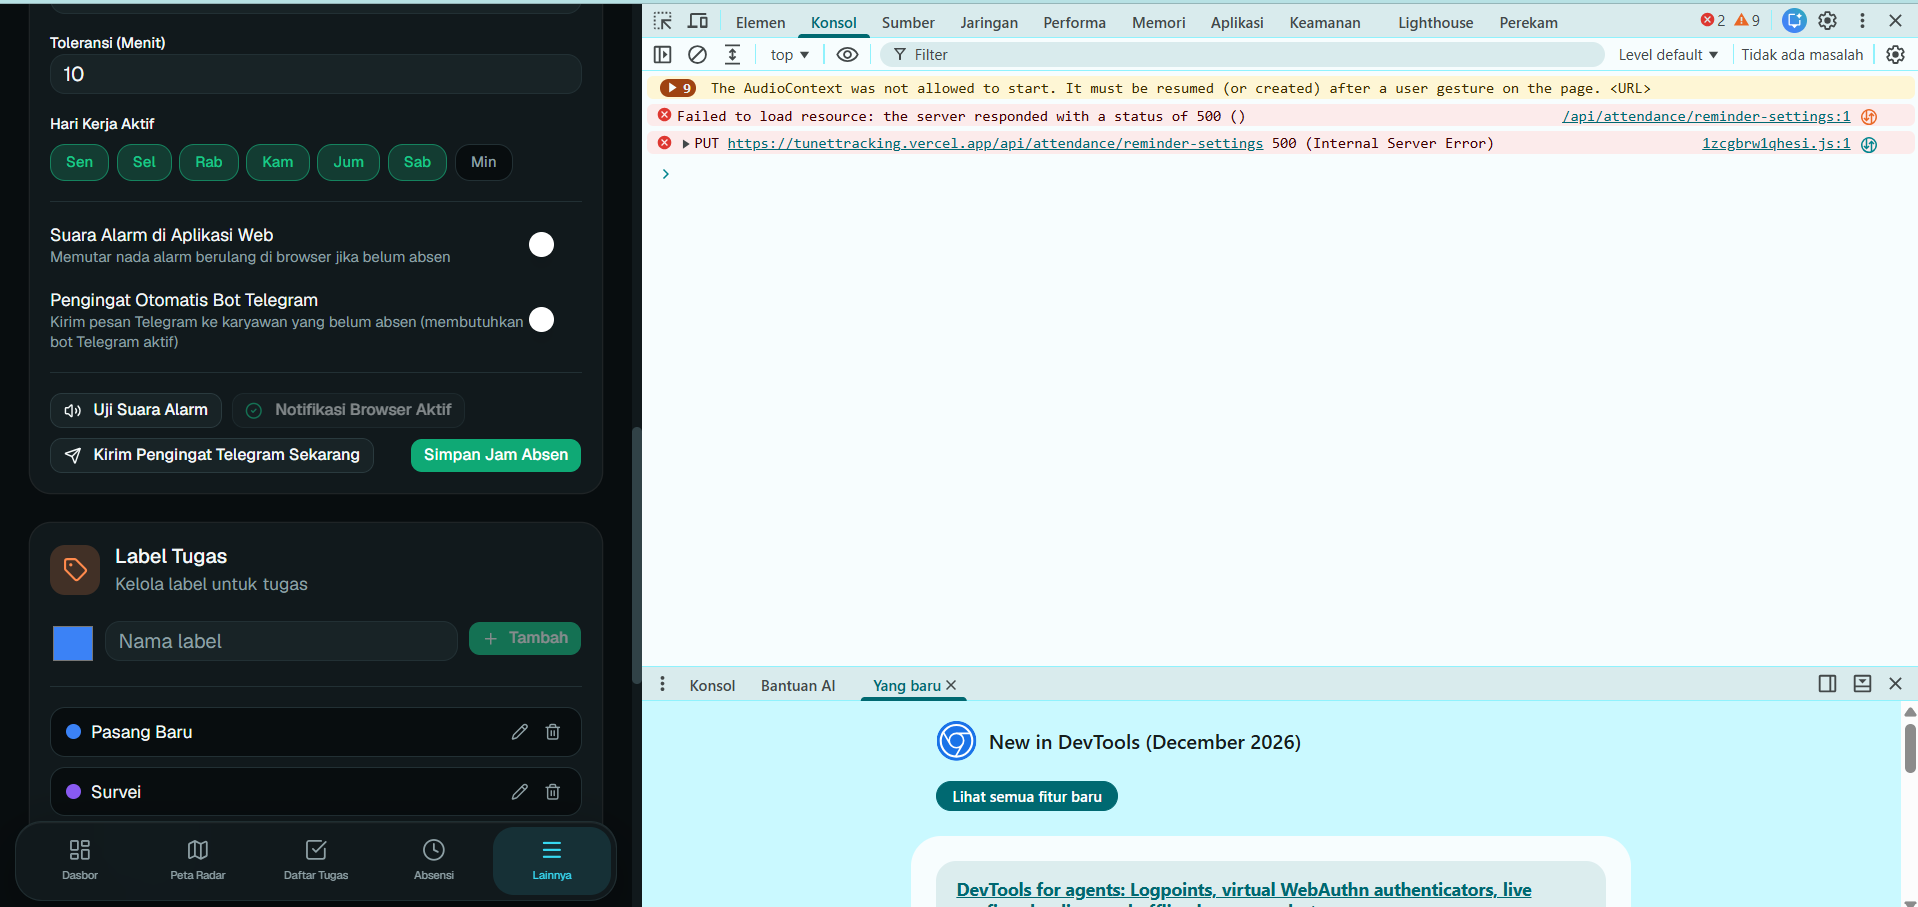 Toleransi (Menit)
10
Hari Kerja Aktif
Sen Sel Rab Kam Jum Sab Min
Suara Alarm di Aplikasi Web
Memutar nada alarm berulang di browser jika belum absen
Pengingat Otomatis Bot Telegram
Kirim pesan Telegram ke karyawan yang belum absen (membutuhkan
bot Telegram aktif)
Uji Suara Alarm Notifikasi Browser Aktif
Kirim Pengingat Telegram Sekarang Simpan Jam Absen
Label Tugas
Kelola label untuk tugas
Nama label + Tambah
Pasang Baru
Survei
Dasbor Peta Radar Daftar Tugas Absensi Lainnya
Elemen Konsol Sumber Jaringan Performa Memori Aplikasi Keamanan Lighthouse Perekam 2 9
top Filter Level default Tidak ada masalah
9 The AudioContext was not allowed to start. It must be resumed (or created) after a user gesture on the page. <URL>
Failed to load resource: the server responded with a status of 500 () /api/attendance/reminder-settings:1
PUT https://tunettracking.vercel.app/api/attendance/reminder-settings 500 (Internal Server Error) 1zcgbrw1qhesi.js:1
Konsol Bantuan AI Yang baru
New in DevTools (December 2026)
Lihat semua fitur baru
DevTools for agents: Logpoints, virtual WebAuthn authenticators, live